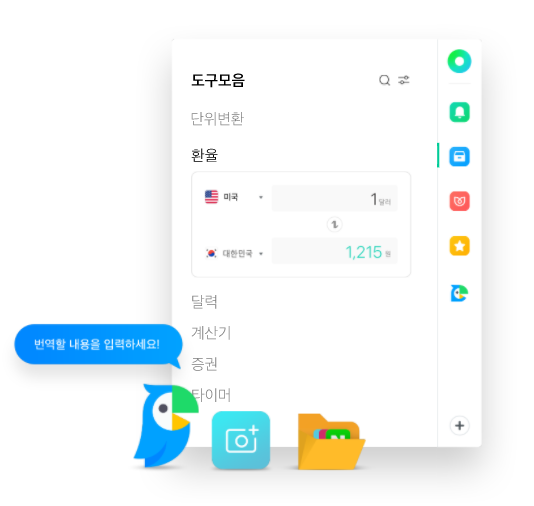 도구모음
단위변환
환율
미국
1 달러
대한민국
1,215 원
달력
계산기
번역할 내용을 입력하세요!
증권
타이머
N